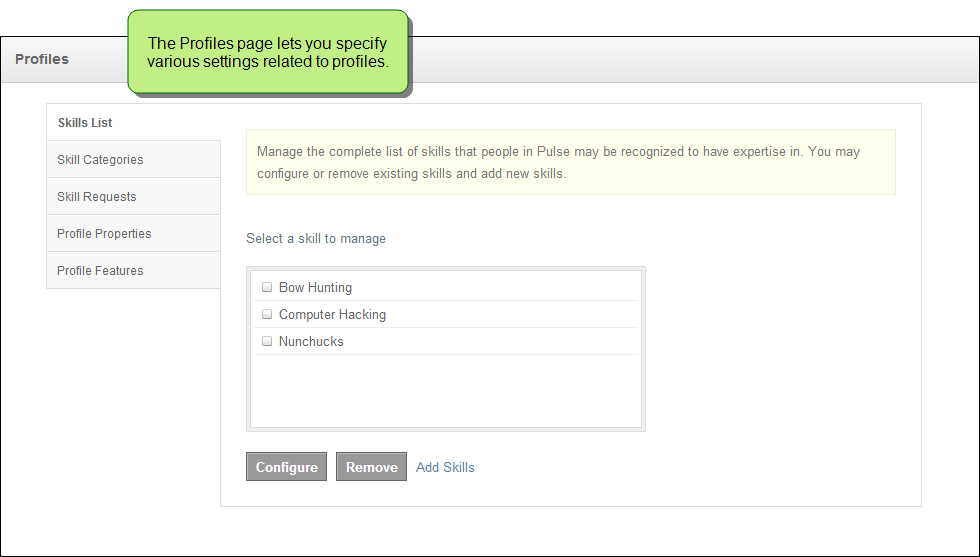 The Profiles page lets you specify
various settings related to profiles.
Profiles
Skills List
Skill Categories
Skill Requests
Profile Properties
Profile Features
Manage the complete list of skills that people in Pulse may be recognized to have expertise in. You may
configure or remove existing skills and add new skills.
Select a skill to manage
Bow Hunting
Computer Hacking
Nunchucks
Configure Remove Add Skills